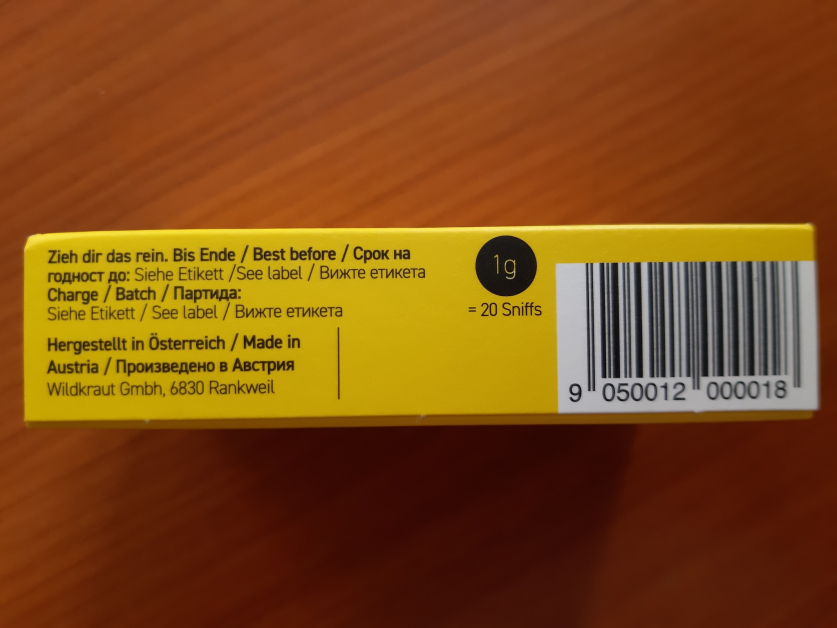 Zieh dir das rein. Bis Ende / Best before / Срок на
годност до: Siehe Etikett /See label / Вижте етикета
Charge / Batch / Партида:
Siehe Etikett / See label / Вижте етикета
Hergestellt in Österreich / Made in
Austria / Произведено в Австрия
Wildkraut Gmbh, 6830 Rankweil
1g
= 20 Sniffs
9 050012 000018